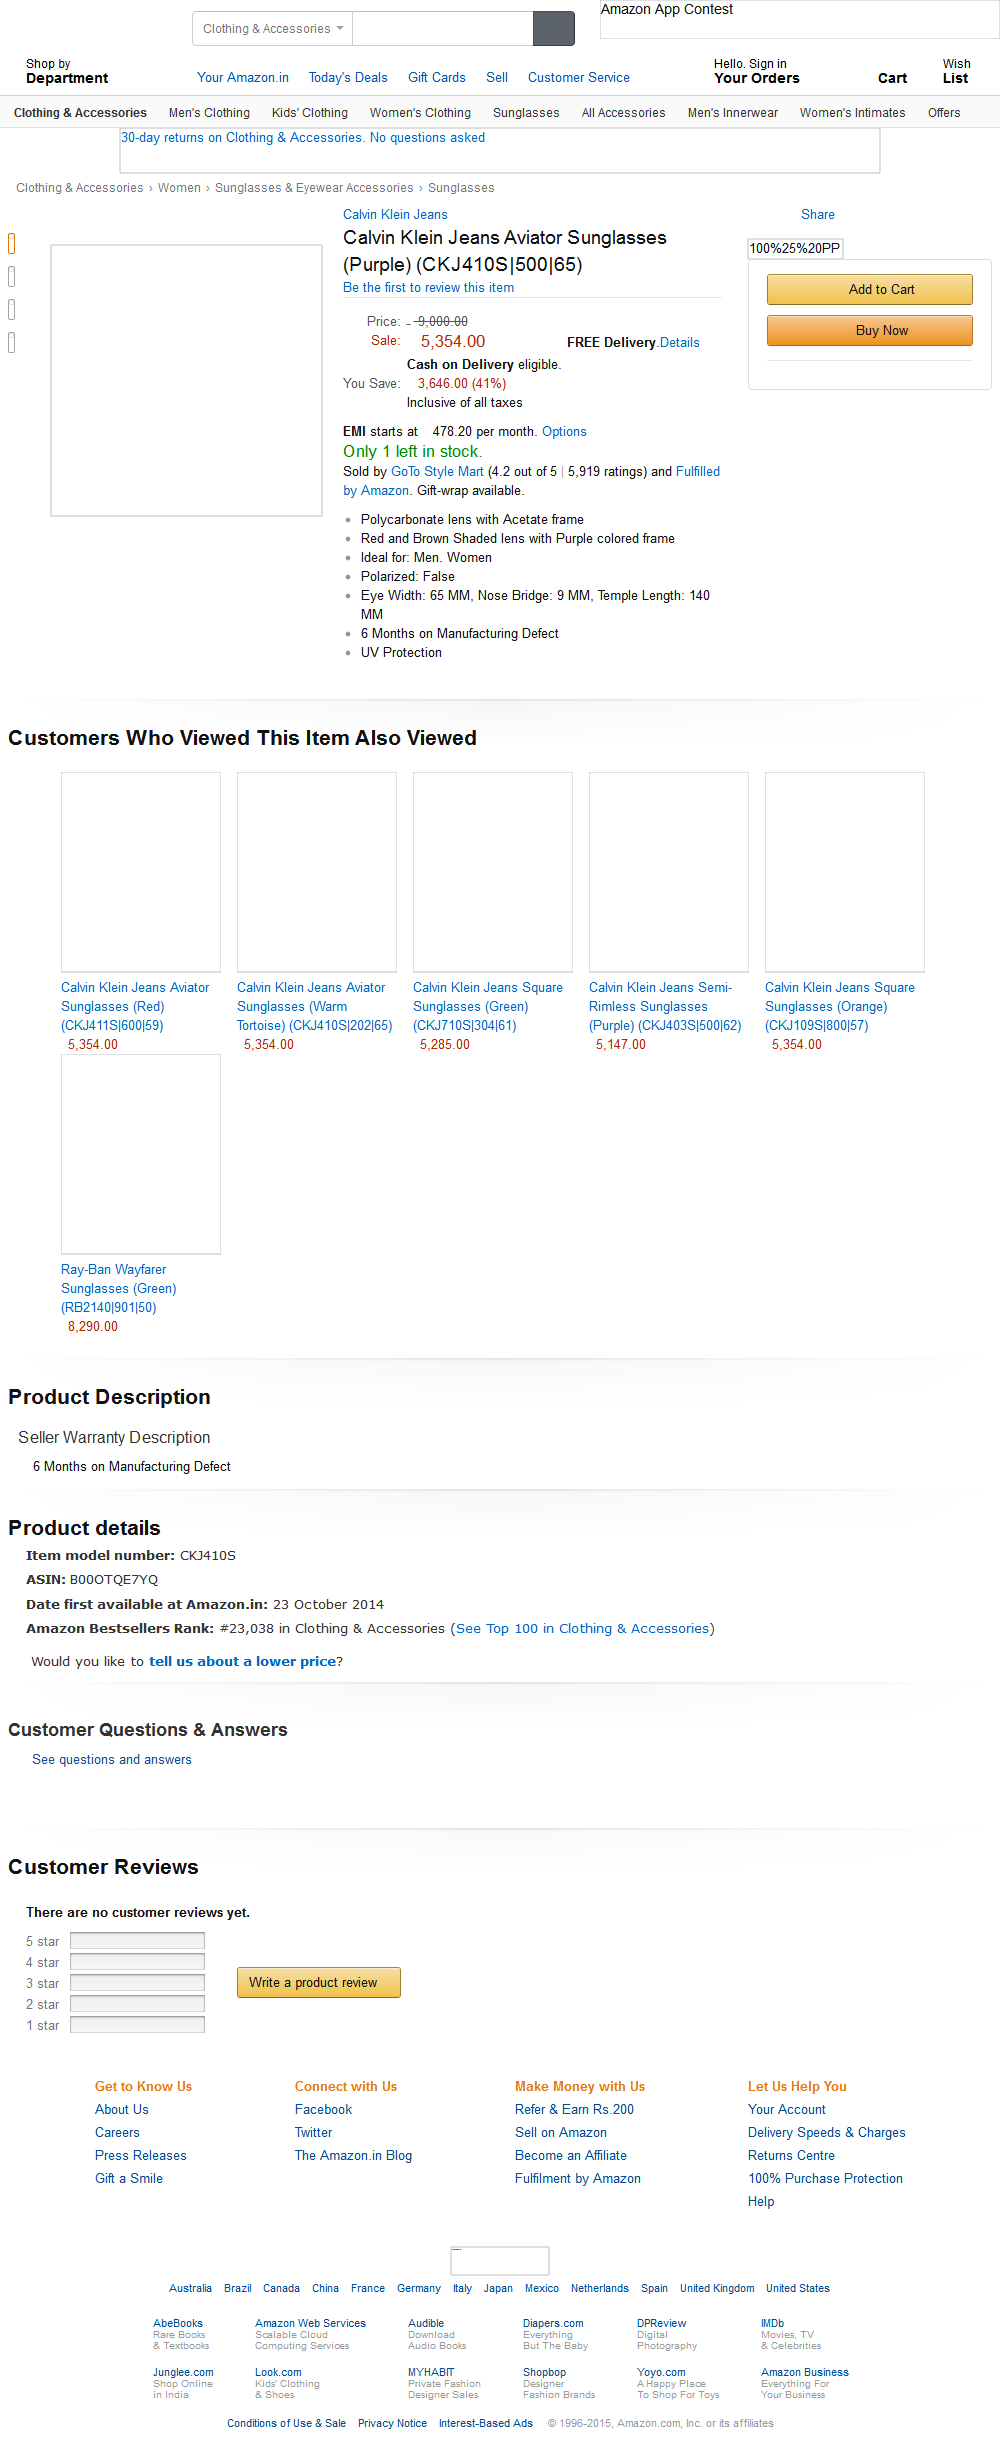 Amazon App Contest
Clothing & Accessories
Shop by
Department
Your Amazon.in Today's Deals Gift Cards Sell Customer Service
Hello. Sign in
Your Orders
Cart
Wish
List
Clothing & Accessories Men's Clothing Kids' Clothing Women's Clothing Sunglasses All Accessories Men's Innerwear Women's Intimates Offers
30-day returns on Clothing & Accessories. No questions asked
Clothing & Accessories › Women › Sunglasses & Eyewear Accessories › Sunglasses
Calvin Klein Jeans
Calvin Klein Jeans Aviator Sunglasses
(Purple) (CKJ410S|500|65)
Be the first to review this item
Price: 9,000.00
Sale: 5,354.00 FREE Delivery.Details
Cash on Delivery eligible.
You Save: 3,646.00 (41%)
Inclusive of all taxes
EMI starts at 478.20 per month. Options
Only 1 left in stock.
Sold by GoTo Style Mart (4.2 out of 5 | 5,919 ratings) and Fulfilled
by Amazon. Gift-wrap available.
Polycarbonate lens with Acetate frame
Red and Brown Shaded lens with Purple colored frame
Ideal for: Men. Women
Polarized: False
Eye Width: 65 MM, Nose Bridge: 9 MM, Temple Length: 140
MM
6 Months on Manufacturing Defect
UV Protection
Share
100%25%20PP
Add to Cart
Buy Now
Customers Who Viewed This Item Also Viewed
Calvin Klein Jeans Aviator
Sunglasses (Red)
(CKJ411S|600|59)
5,354.00
Calvin Klein Jeans Aviator
Sunglasses (Warm
Tortoise) (CKJ410S|202|65)
5,354.00
Calvin Klein Jeans Square
Sunglasses (Green)
(CKJ710S|304|61)
5,285.00
Calvin Klein Jeans Semi-
Rimless Sunglasses
(Purple) (CKJ403S|500|62)
5,147.00
Calvin Klein Jeans Square
Sunglasses (Orange)
(CKJ109S|800|57)
5,354.00
Ray-Ban Wayfarer
Sunglasses (Green)
(RB2140|901|50)
8,290.00
Product Description
Seller Warranty Description
6 Months on Manufacturing Defect
Product details
Item model number: CKJ410S
ASIN: B00OTQE7YQ
Date first available at Amazon.in: 23 October 2014
Amazon Bestsellers Rank: #23,038 in Clothing & Accessories (See Top 100 in Clothing & Accessories)
Would you like to tell us about a lower price?
Customer Questions & Answers
See questions and answers
Customer Reviews
There are no customer reviews yet.
5 star
4 star
3 star
2 star
1 star
Write a product review
Get to Know Us
About Us
Careers
Press Releases
Gift a Smile
Connect with Us
Facebook
Twitter
The Amazon.in Blog
Make Money with Us
Refer & Earn Rs.200
Sell on Amazon
Become an Affiliate
Fulfilment by Amazon
Let Us Help You
Your Account
Delivery Speeds & Charges
Returns Centre
100% Purchase Protection
Help
Australia Brazil Canada China France Germany Italy Japan Mexico Netherlands Spain United Kingdom United States
AbeBooks
Rare Books
& Textbooks
Amazon Web Services
Scalable Cloud
Computing Services
Audible
Download
Audio Books
Diapers.com
Everything
But The Baby
DPReview
Digital
Photography
IMDb
Movies, TV
& Celebrities
Junglee.com
Shop Online
in India
Look.com
Kids' Clothing
& Shoes
MYHABIT
Private Fashion
Designer Sales
Shopbop
Designer
Fashion Brands
Yoyo.com
A Happy Place
To Shop For Toys
Amazon Business
Everything For
Your Business
Conditions of Use & Sale Privacy Notice Interest-Based Ads © 1996-2015, Amazon.com, Inc. or its affiliates